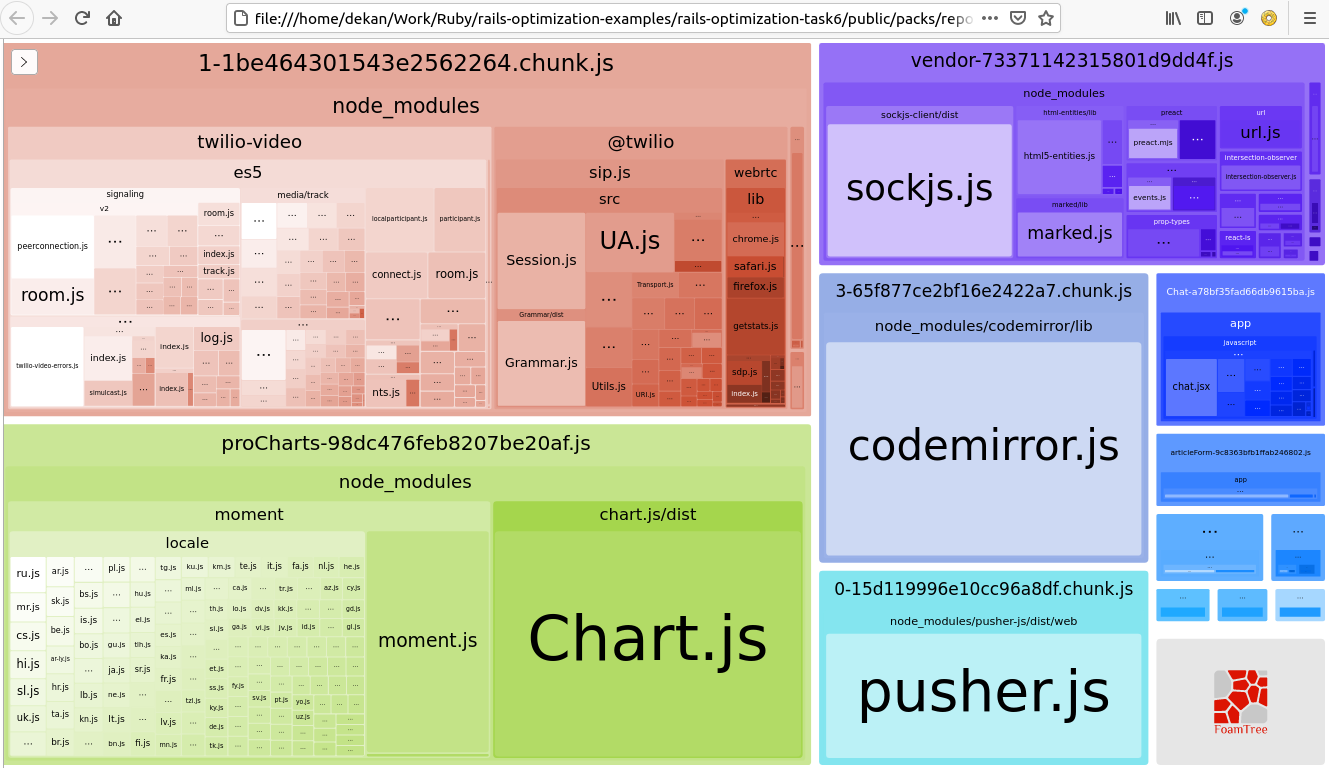 file:///home/dekan/Work/Ruby/rails-optimization-examples/rails-optimization-task6/public/packs/repo
1-1be464301543e2562264.chunk.js
node_modules
twilio-video
es5
signaling
v2
peerconnection.js
room.js
...
room.js
index.js
track.js
media/track
localparticipant.js
participant.js
connect.js
room.js
twilio-video-errors.js
index.js
simulcast.js
index.js
index.js
log.js
nts.js
@twilio
sip.js
src
Session.js
UA.js
Transport.js
Grammar/dist
Grammar.js
Utils.js
URI.js
webrtc
lib
chrome.js
safari.js
firefox.js
getstats.js
sdp.js
index.js
vendor-73371142315801d9dd4f.js
node_modules
sockjs-client/dist
sockjs.js
html-entities/lib
html5-entities.js
marked/lib
marked.js
preact
preact.mjs
events.js
prop-types
url
url.js
intersection-observer
intersection-observer.js
react-is
proCharts-98dc476feb8207be20af.js
node_modules
moment
locale
ru.js
mr.js
cs.js
hi.js
sl.js
uk.js
ar.js
sk.js
be.js
ar-ly.js
hr.js
ta.js
br.js
bs.js
is.js
bo.js
lb.js
kn.js
pl.js
gu.js
ja.js
ne.js
lt.js
bn.js
hu.js
el.js
tlh.js
sr.js
fi.js
tg.js
es.js
ka.js
fr.js
lv.js
mn.js
ku.js
ml.js
tzl.js
km.js
th.js
si.js
et.js
ss.js
ky.js
de.js
tk.js
te.js
ca.js
lo.js
ga.js
fy.js
it.js
dv.js
vi.js
sv.js
fa.js
tr.js
kk.js
jv.js
pt.js
nl.js
id.js
yo.js
uz.js
he.js
az.js
cy.js
gd.js
gl.js
moment.js
chart.js/dist
Chart.js
3-65f877ce2bf16e2422a7.chunk.js
node_modules/codemirror/lib
codemirror.js
0-15d119996e10cc96a8df.chunk.js
node_modules/pusher-js/dist/web
pusher.js
Chat-a78bf35fad66db9615ba.js
app
javascript
chat.jsx
articleForm-9c8363bfb1ffab246802.js
app
FoamTree